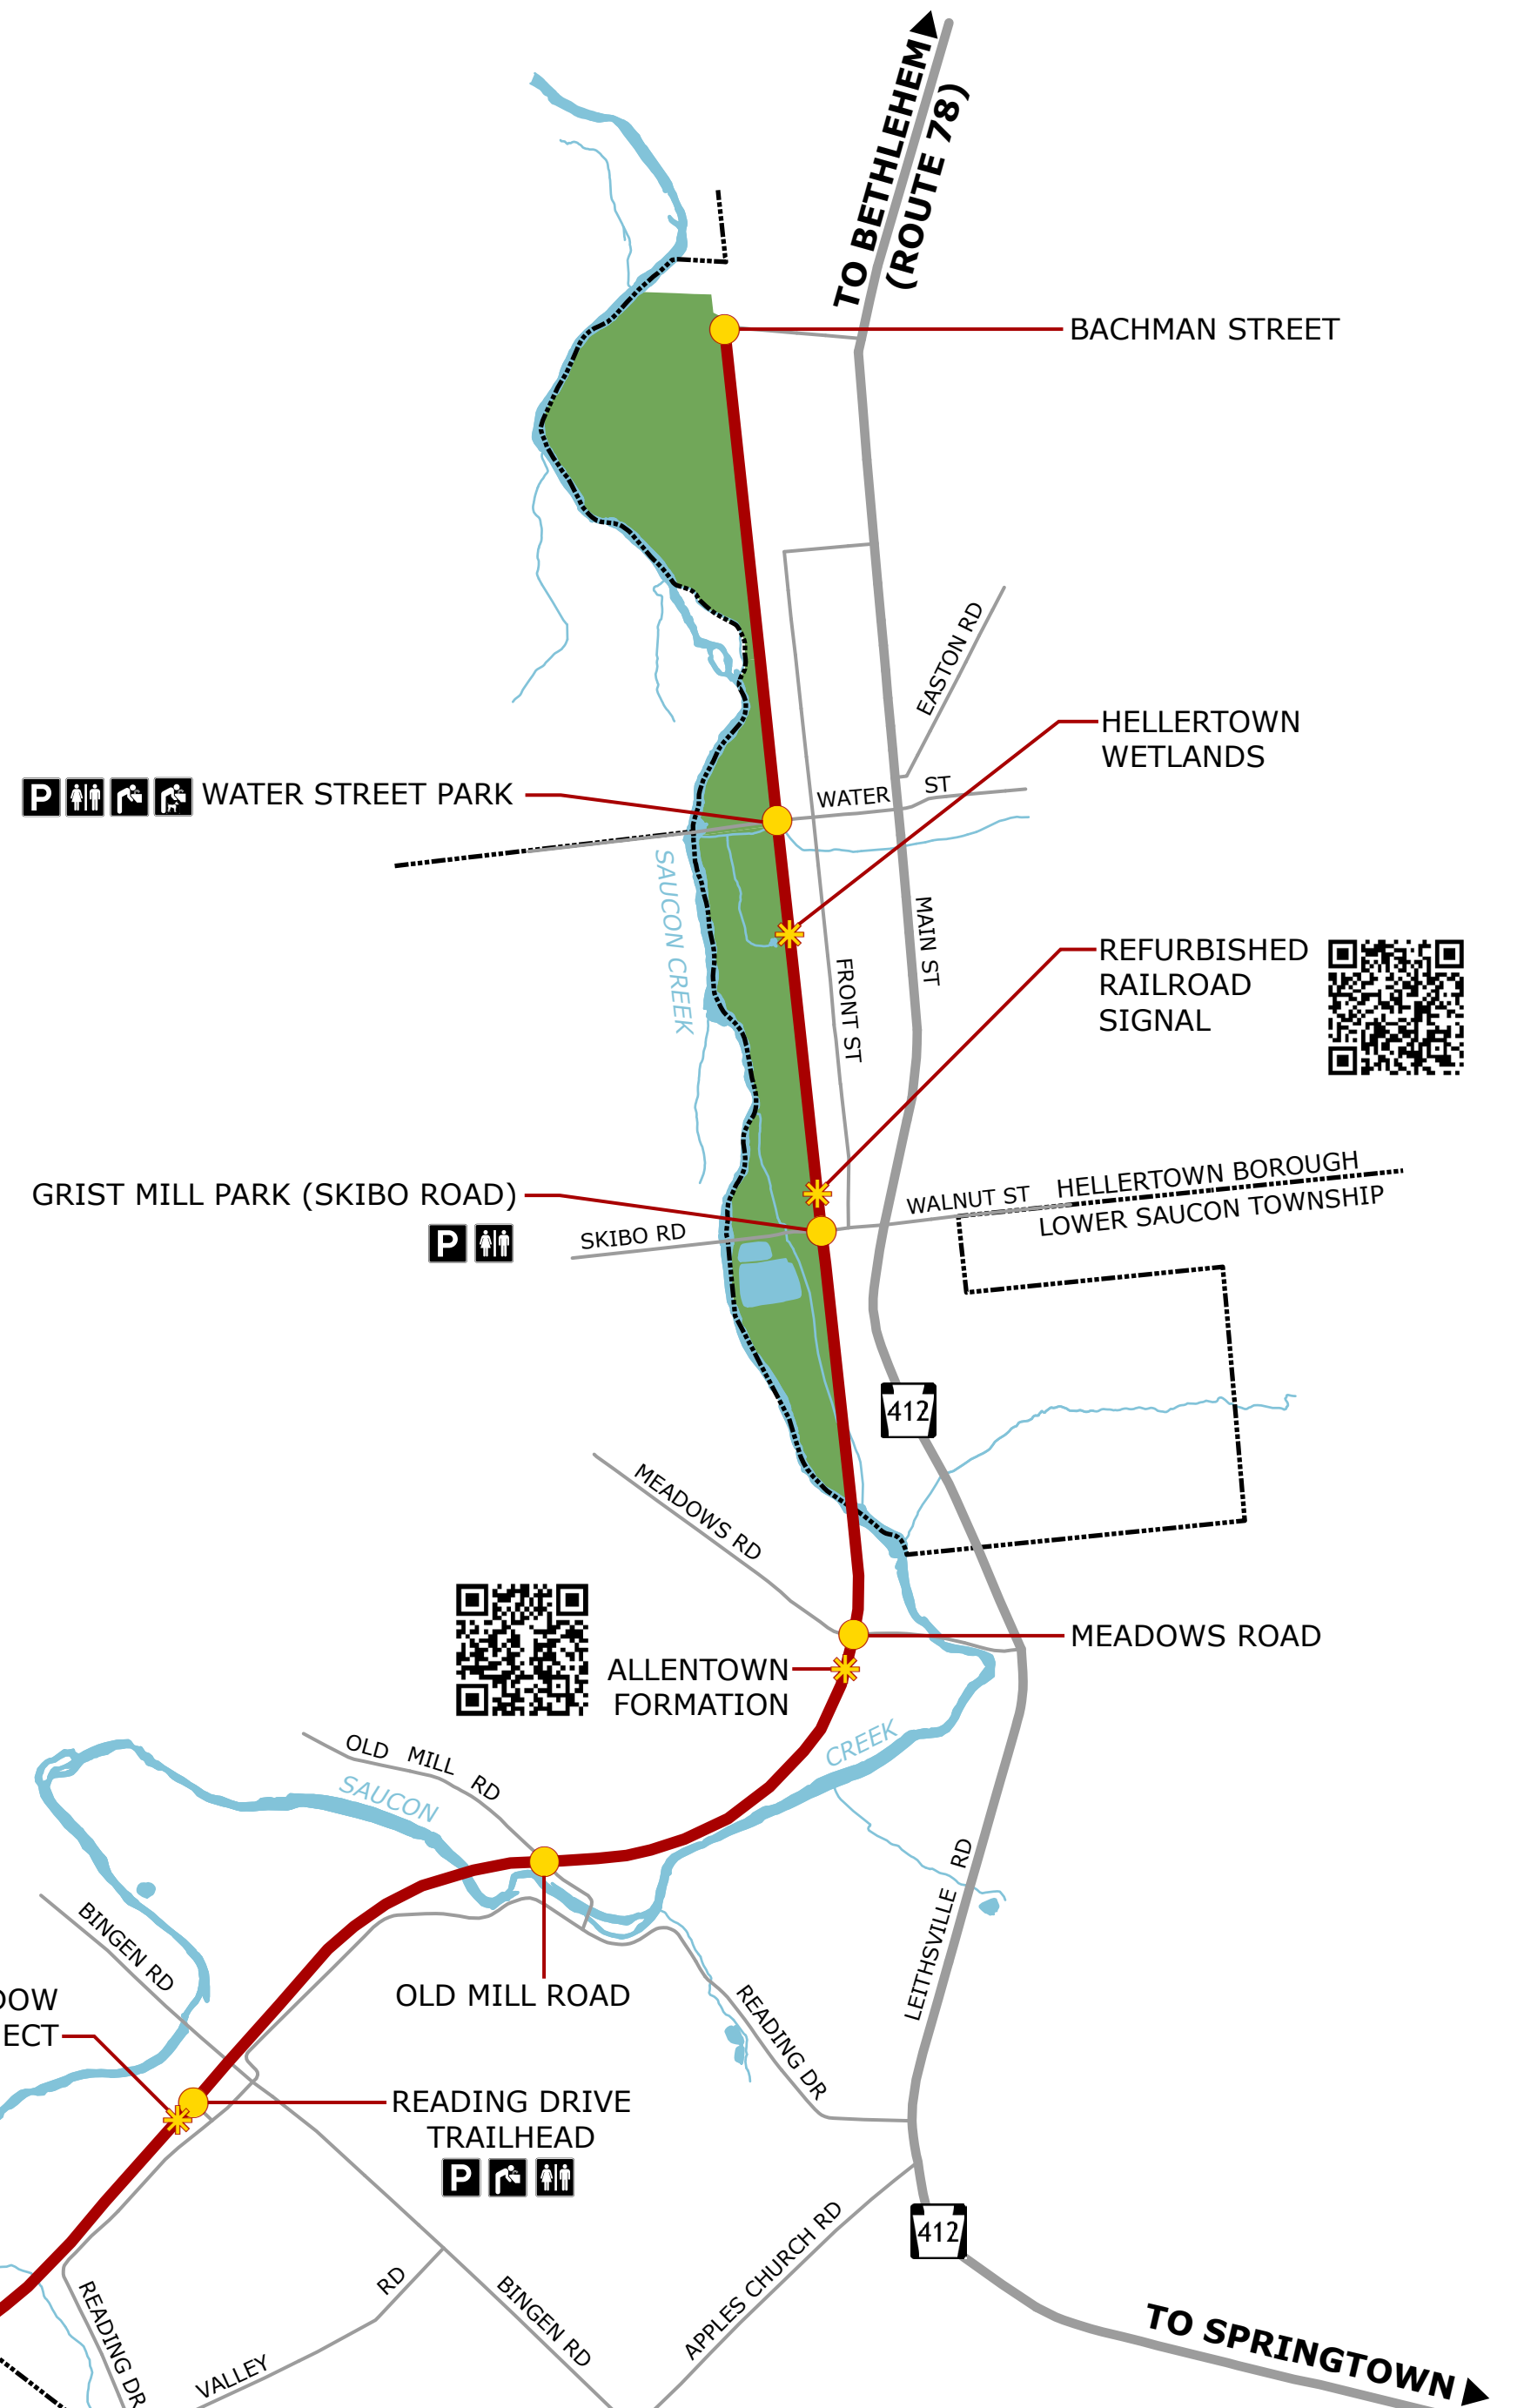 TO BETHLEHEM
(ROUTE 78)
BACHMAN STREET
EASTON RD
HELLERTOWN
WETLANDS
P
WATER STREET PARK
WATER ST
SAUCON CREEK
MAIN ST
FRONT ST
REFURBISHED
RAILROAD
SIGNAL
HELLERTOWN BOROUGH
LOWER SAUCON TOWNSHIP
WALNUT ST
GRIST MILL PARK (SKIBO ROAD)
P
SKIBO RD
412
MEADOWS RD
MEADOWS ROAD
ALLENTOWN
FORMATION
OLD MILL RD
SAUCON CREEK
BINGEN RD
OLD MILL ROAD
LEITHSVILLE RD
READING DR
DOW
ECT
READING DRIVE
TRAILHEAD
P
412
APPLES CHURCH RD
BINGEN RD
VALLEY RD
READING DR
TO SPRINGTOWN